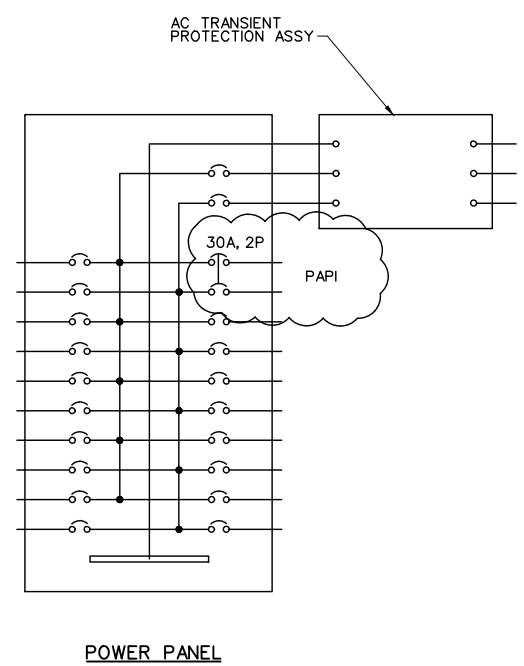 AC TRANSIENT
PROTECTION ASSY
30A, 2P
PAPI
POWER PANEL